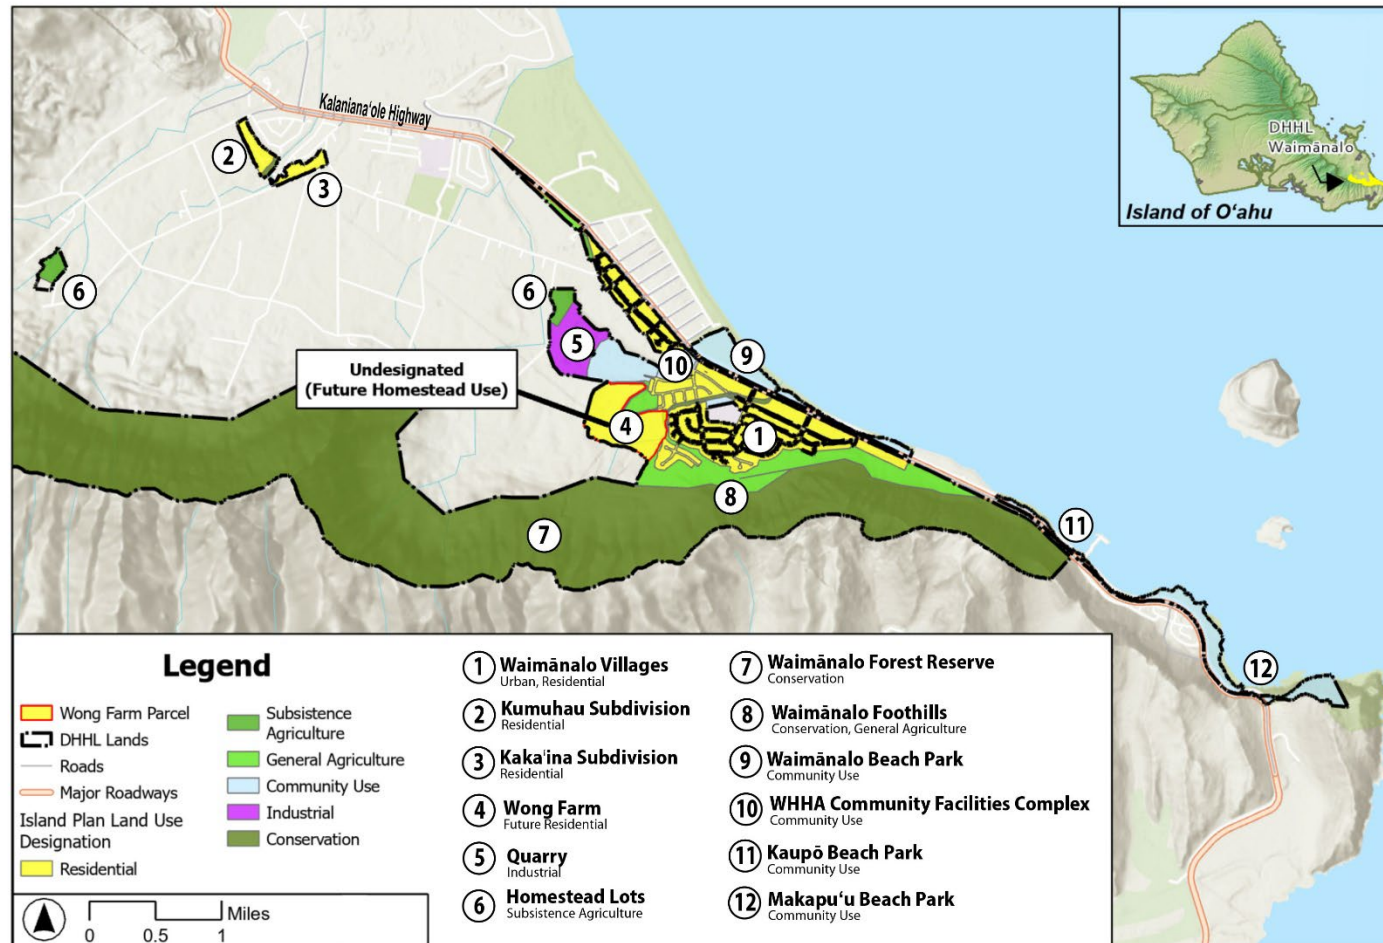 Kalaniana‘ole Highway
DHHL
Waimānalo
Island of O‘ahu
2
3
6
6
5
10
9
Undesignated
(Future Homestead Use)
4
1
8
7
11
12
Legend
Wong Farm Parcel
DHHL Lands
Roads
Major Roadways
Island Plan Land Use
Designation
Residential
Subsistence
Agriculture
General Agriculture
Community Use
Industrial
Conservation
1 Waimānalo Villages
Urban, Residential
2 Kumuhau Subdivision
Residential
3 Kaka‘ina Subdivision
Residential
4 Wong Farm
Future Residential
5 Quarry
Industrial
6 Homestead Lots
Subsistence Agriculture
7 Waimānalo Forest Reserve
Conservation
8 Waimānalo Foothills
Conservation, General Agriculture
9 Waimānalo Beach Park
Community Use
10 WHHA Community Facilities Complex
Community Use
11 Kaupō Beach Park
Community Use
12 Makapu‘u Beach Park
Community Use
Miles
0 0.5 1